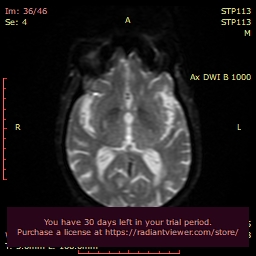 Im: 36/46
Se: 4
A
STP113
STP113
M
Ax DWI B 1000
R
L
You have 30 days left in your trial period.
Purchase a license at https://radiantviewer.com/store/